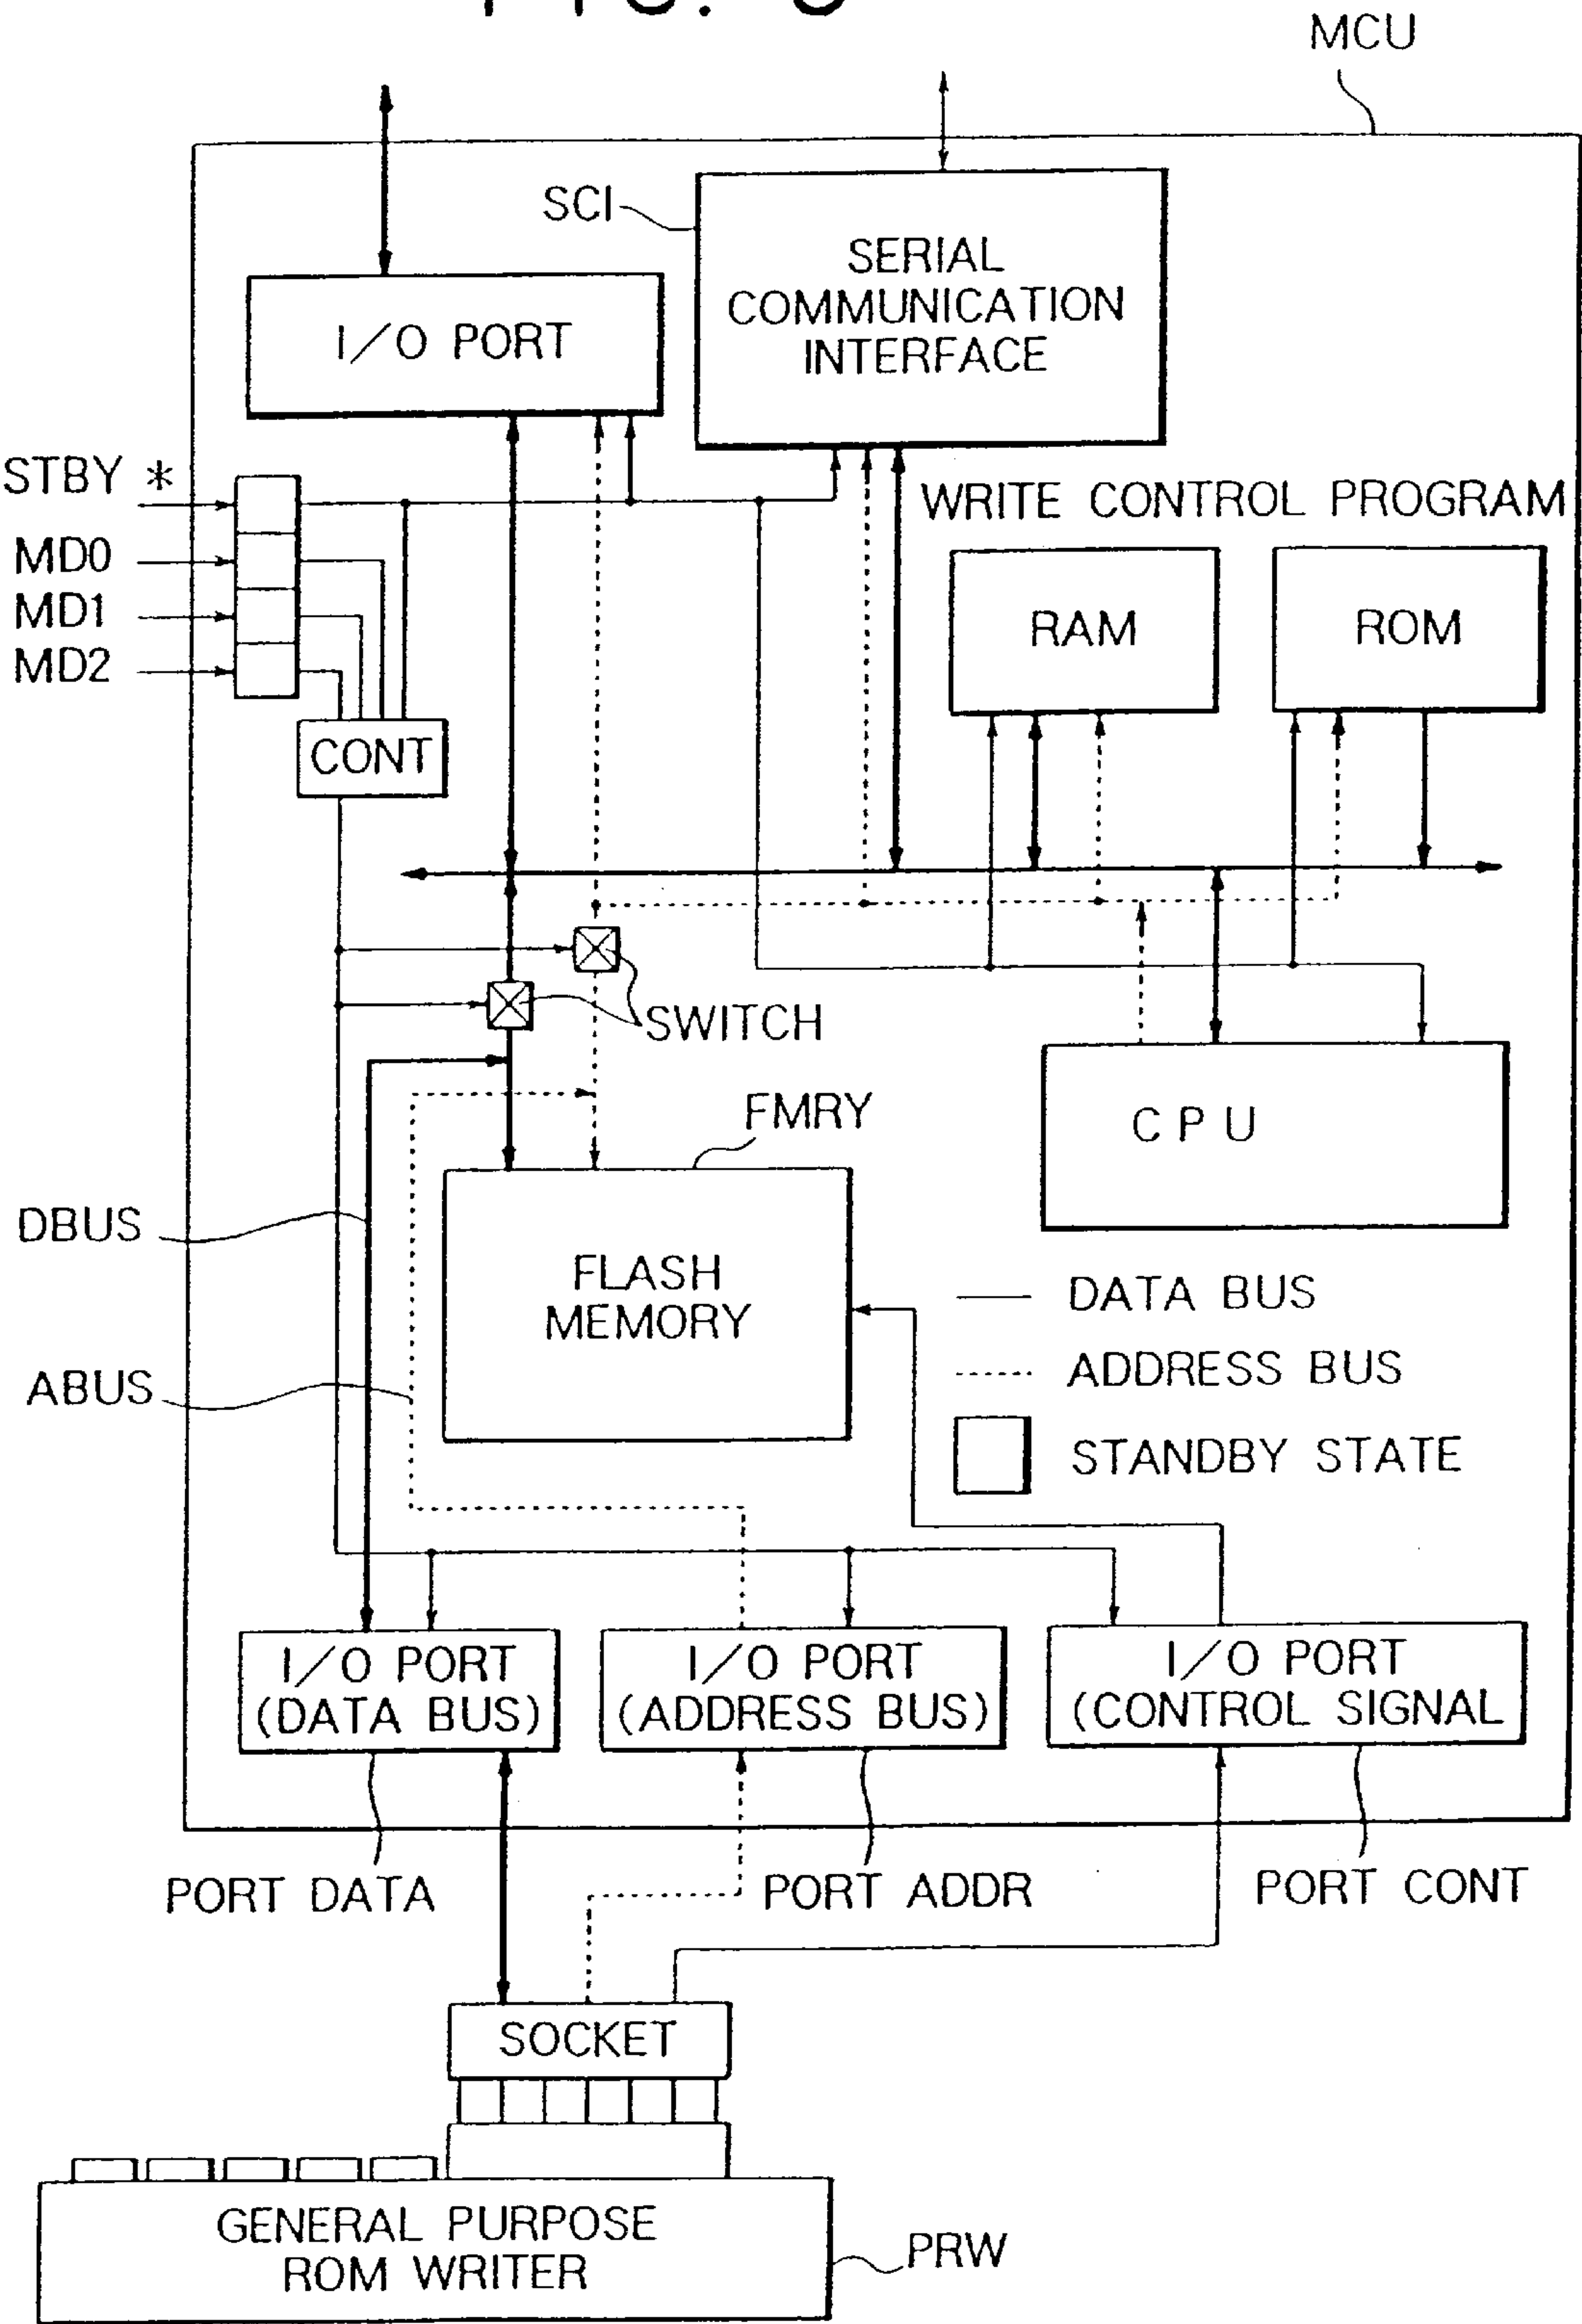 MCU
SCI
SERIAL
COMMUNICATION
INTERFACE
I/O PORT
STBY *
WRITE CONTROL PROGRAM
MD0
MD1
MD2
RAM
ROM
CONT
SWITCH
FMRY
CPU
DBUS
FLASH
MEMORY
DATA BUS
ABUS
ADDRESS BUS
STANDBY STATE
I/O PORT
(DATA BUS)
I/O PORT
(ADDRESS BUS)
I/O PORT
(CONTROL SIGNAL
PORT DATA
PORT ADDR
PORT CONT
SOCKET
GENERAL PURPOSE
ROM WRITER
PRW